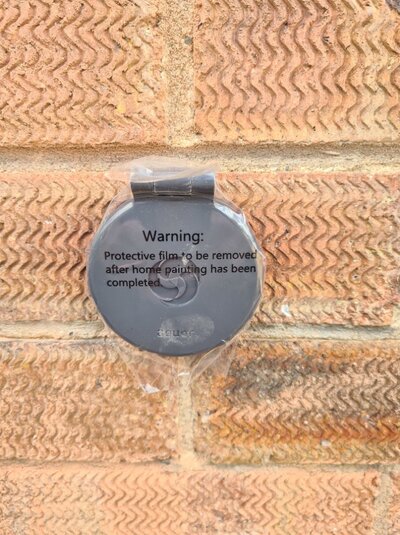 Warning:
Protective film to be removed
after home painting has been
completed.